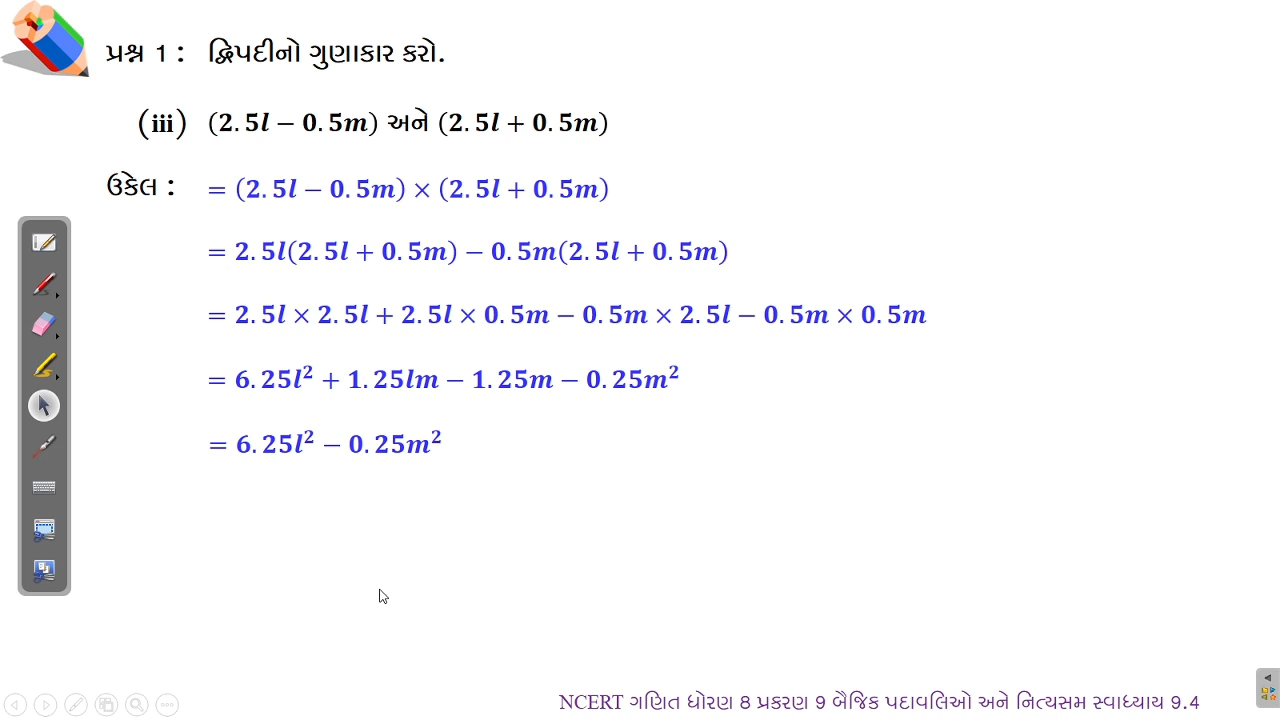 પ્રશ્ન 1 : દ્વિપદીનો ગુણાકાર કરો.
(iii) (2.5l − 0.5m) અને (2.5l + 0.5m)
ઉકેલ : = (2.5l − 0.5m) × (2.5l + 0.5m)
= 2.5l(2.5l + 0.5m) − 0.5m(2.5l + 0.5m)
= 2.5l × 2.5l + 2.5l × 0.5m − 0.5m × 2.5l − 0.5m × 0.5m
= 6.25l² + 1.25lm − 1.25m − 0.25m²
= 6.25l² − 0.25m²
NCERT ગણિત ધોરણ 8 પ્રકરણ 9 બૈજિક પદાવલિઓ અને નિત્યસમ સ્વાધ્યાય 9.4